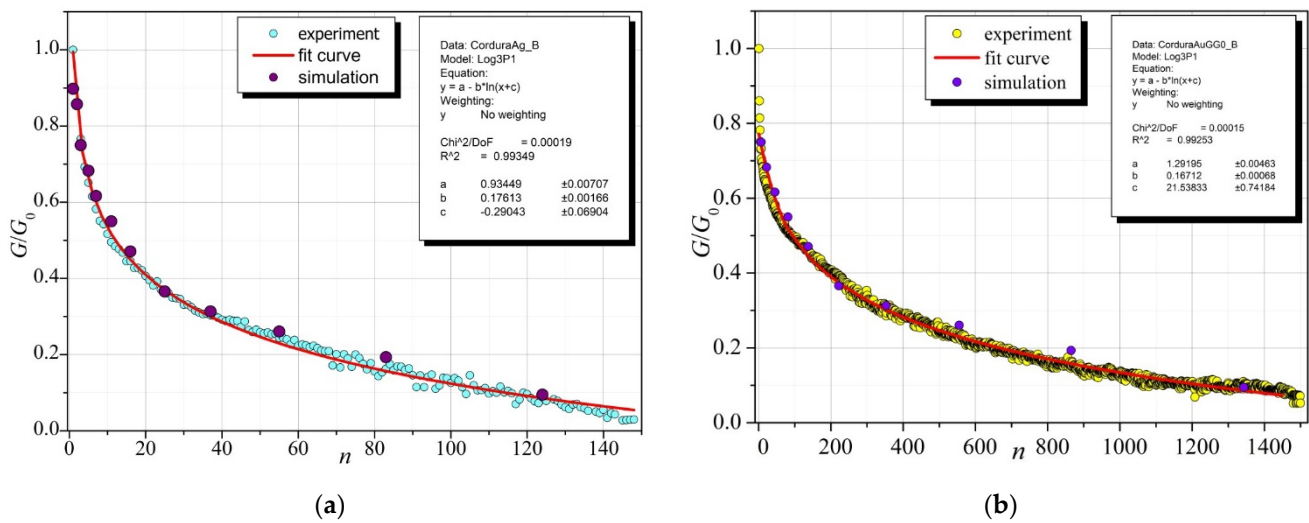 experiment
fit curve
simulation
Data: CorduraAg_B
Model: Log3P1
Equation:
y = a - b*ln(x+c)
Weighting:
y No weighting
Chi^2/DoF = 0.00019
R^2 = 0.99349
a 0.93449 ±0.00707
b 0.17613 ±0.00166
c -0.29043 ±0.06904
1.0
0.8
0.6
0.4
0.2
0.0
G/G0
0 20 40 60 80 100 120 140
n
(a)
experiment
fit curve
simulation
Data: CorduraAuGG0_B
Model: Log3P1
Equation:
y = a - b*ln(x+c)
Weighting:
y No weighting
Chi^2/DoF = 0.00015
R^2 = 0.99253
a 1.29195 ±0.00463
b 0.16712 ±0.00068
c 21.53833 ±0.74184
1.0
0.8
0.6
0.4
0.2
0.0
G/G0
0 200 400 600 800 1000 1200 1400
n
(b)